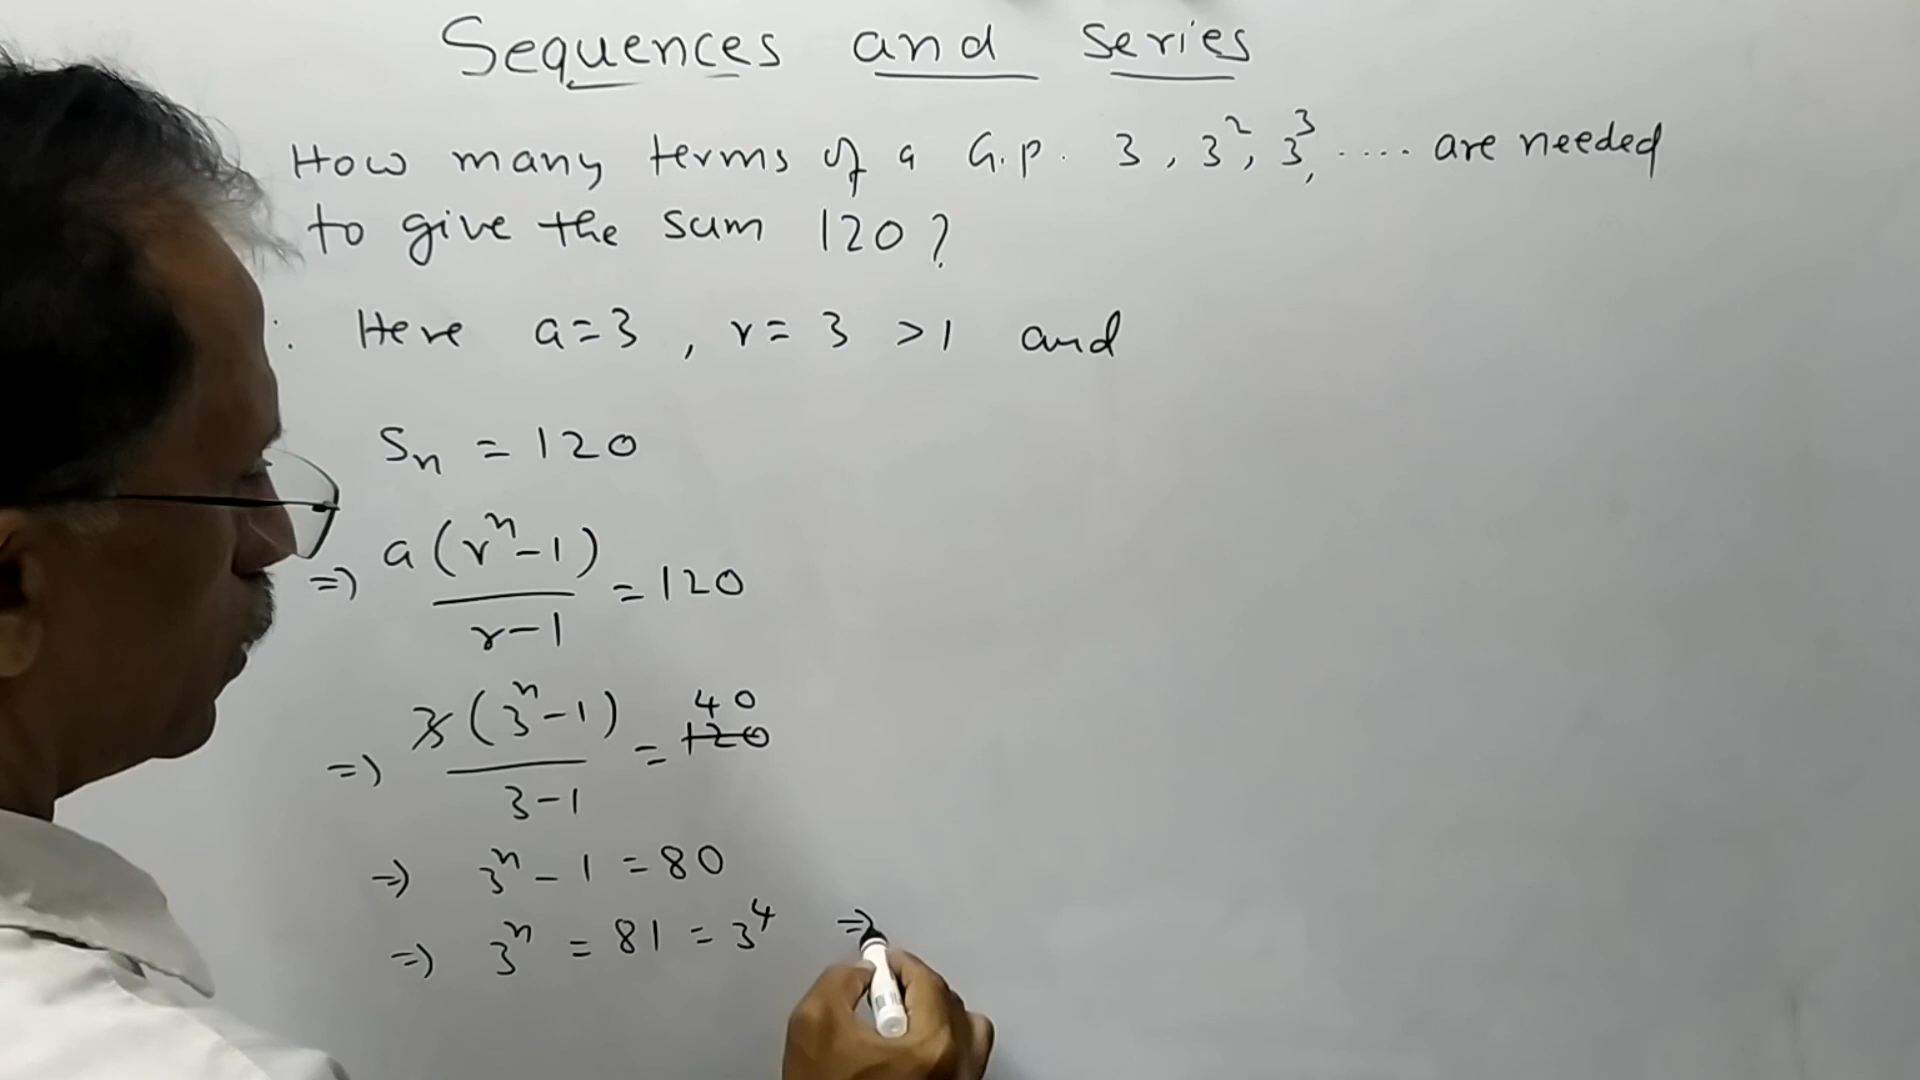 Sequences and series
How many terms of a G.P. 3, 3², 3³, .... are needed
to give the sum 120?
: Here a=3, r=3 >1 and
Sn = 120
=> a(rⁿ-1)/r-1 = 120
=> 3(3ⁿ-1)/3-1 = 120 40
=> 3ⁿ - 1 = 80
=> 3ⁿ = 81 = 3⁴ =>